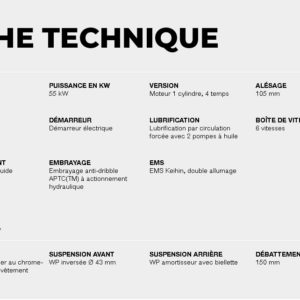 HE TECHNIQUE
PUISSANCE EN KW
55 kW
VERSION
Moteur 1 cylindre, 4 temps
ALÉSAGE
105 mm
DÉMARREUR
Démarreur électrique
LUBRIFICATION
Lubrification par circulation
forcée avec 2 pompes à huile
BOÎTE DE VIT
6 vitesses
NT
uide
EMBRAYAGE
Embrayage anti-dribble
APTC(TM) à actionnement
hydraulique
EMS
EMS Keihin, double allumage
er au chrome-
vêtement
SUSPENSION AVANT
WP inversée Ø 43 mm
SUSPENSION ARRIÈRE
WP amortisseur avec biellette
DÉBATTEMEN
150 mm